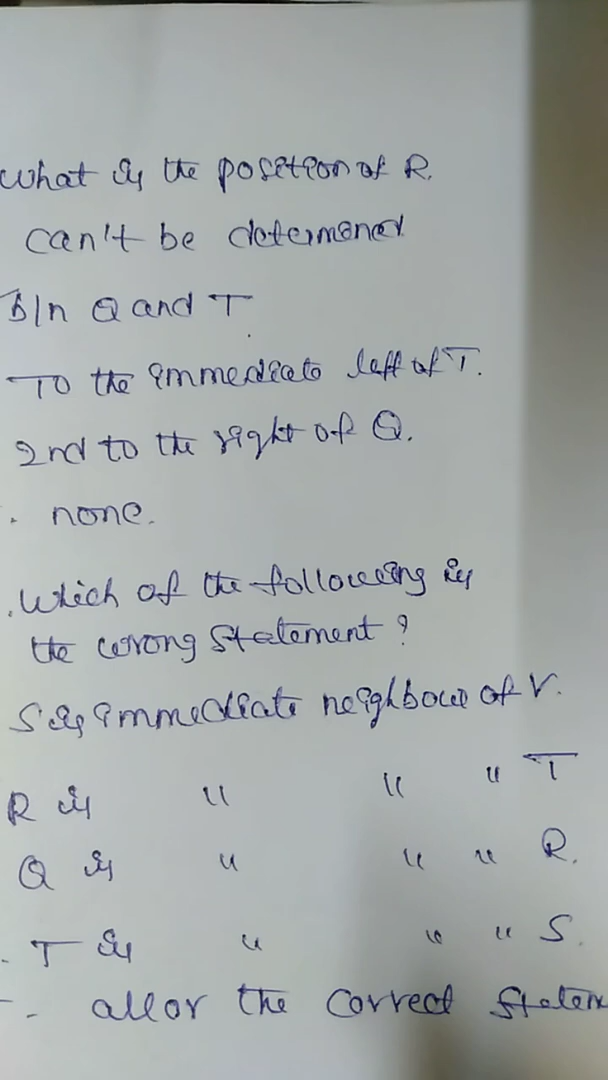 What is the position of R.
can't be determened
b/n Q and T
To the immediate left of T.
2nd to the right of Q.
. none.
.Which of the following is
the wrong statement ?
S is immediate neighbour of V.
R is " " " T
Q is " " " R.
. T is " " " S.
-. all or the correct Statem